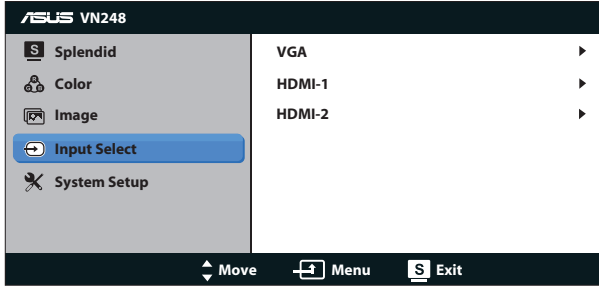 ASUS VN248
S Splendid
Color
Image
Input Select
System Setup
VGA
HDMI-1
HDMI-2
Move Menu S Exit